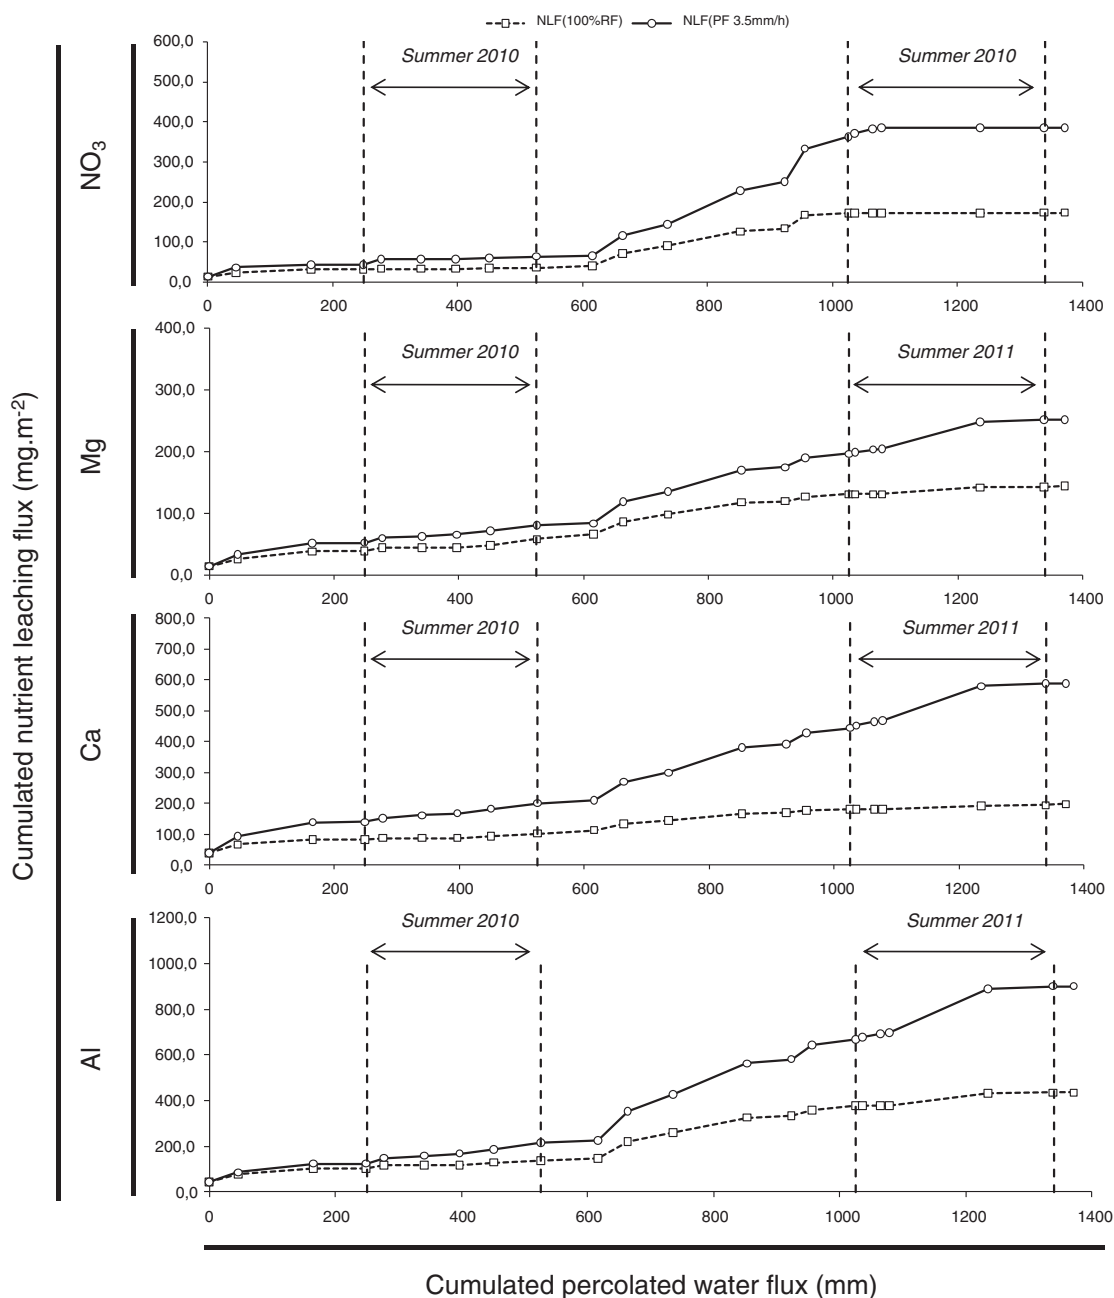 NLF(100%RF) NLF(PF 3.5mm/h)
Cumulated nutrient leaching flux (mg.m-2)
NO3
600,0
500,0
400,0
300,0
200,0
100,0
0,0
Summer 2010 Summer 2010
0 200 400 600 800 1000 1200 1400
Mg
400,0
300,0
200,0
100,0
0,0
Summer 2010 Summer 2011
0 200 400 600 800 1000 1200 1400
Ca
800,0
700,0
600,0
500,0
400,0
300,0
200,0
100,0
0,0
Summer 2010 Summer 2011
0 200 400 600 800 1000 1200 1400
Al
1200,0
1000,0
800,0
600,0
400,0
200,0
0,0
Summer 2010 Summer 2011
0 200 400 600 800 1000 1200 1400
Cumulated percolated water flux (mm)